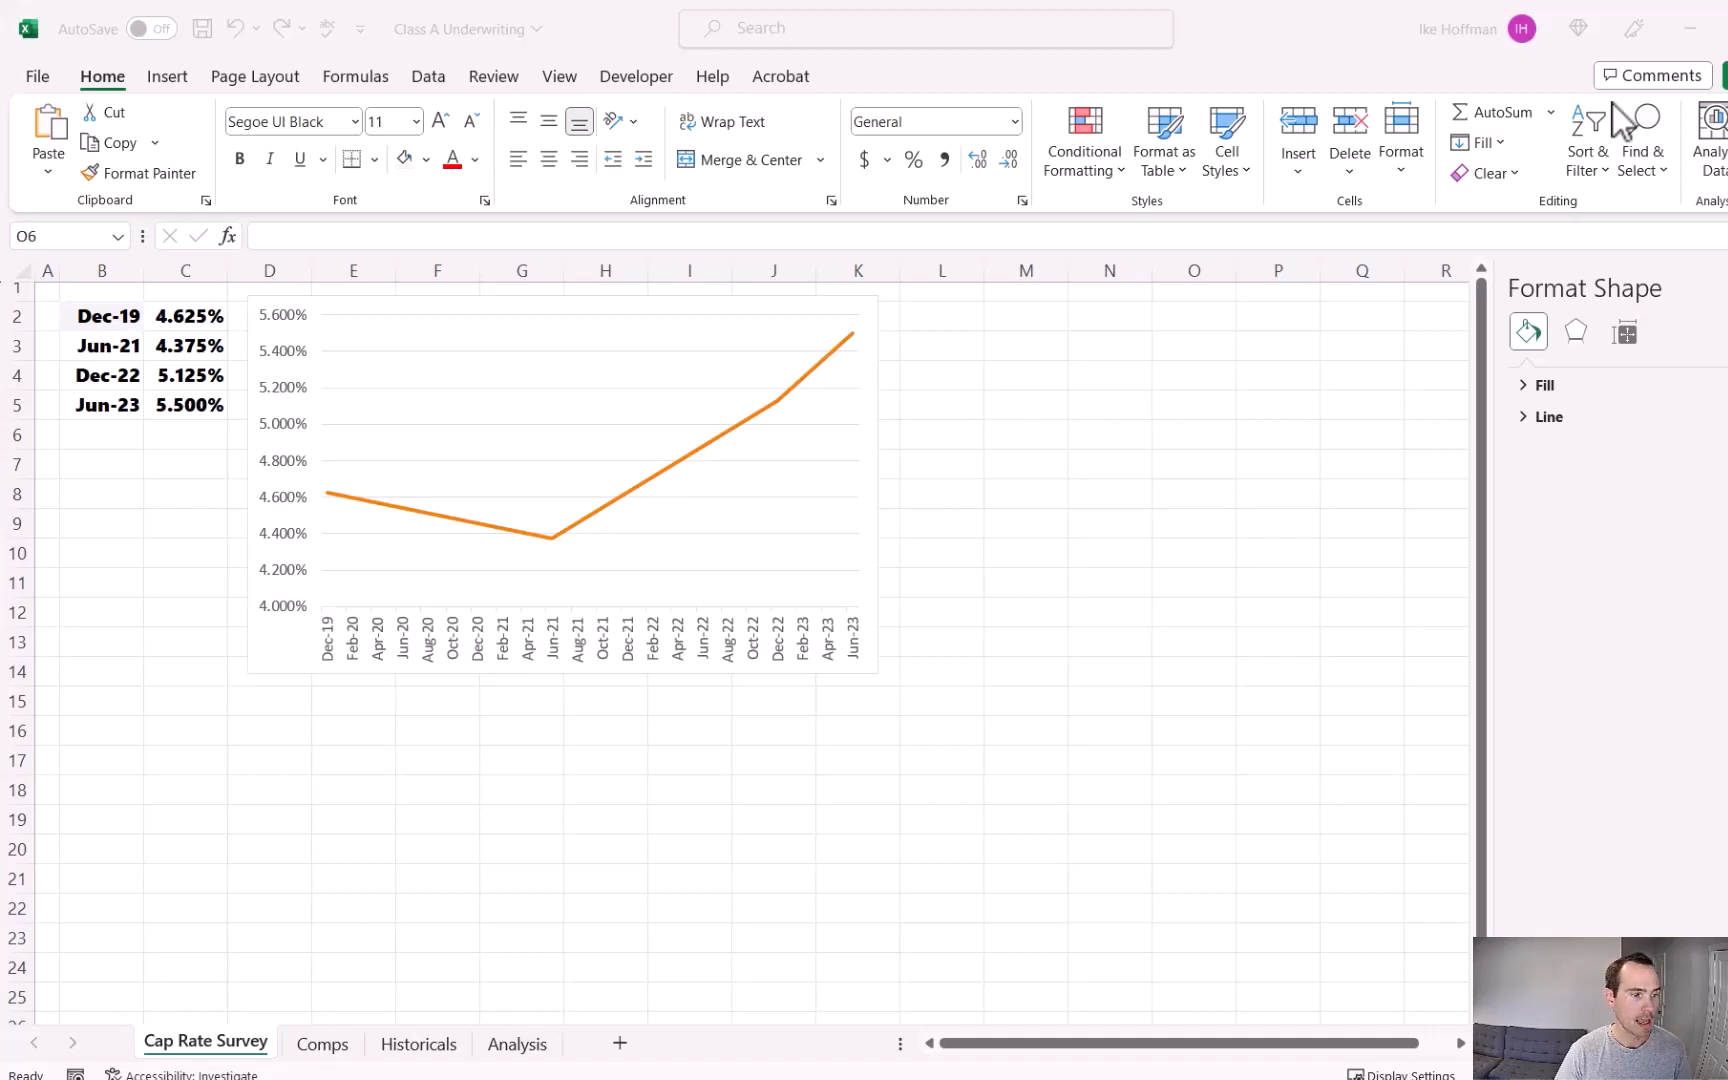 AutoSave Off Class A Underwriting Search Ike Hoffman IH
File Home Insert Page Layout Formulas Data Review View Developer Help Acrobat Comments
Paste
Cut
Copy
Format Painter
Clipboard
Segoe UI Black 11
B I U A
Font
Wrap Text
Merge & Center
Alignment
General
$ % 9 .00
Number
Conditional Formatting
Format as Table
Cell Styles
Styles
Insert Delete Format
Cells
AutoSum
Fill
Clear
Sort & Filter
Find & Select
Editing
O6 fx
A B C D E F G H I J K L M N O P Q R
1
2 Dec-19 4.625%
3 Jun-21 4.375%
4 Dec-22 5.125%
5 Jun-23 5.500%
6
7
8
9
10
11
12
13
14
15
16
17
18
19
20
21
22
23
24
25
5.600%
5.400%
5.200%
5.000%
4.800%
4.600%
4.400%
4.200%
4.000%
Dec-19 Feb-20 Apr-20 Jun-20 Aug-20 Oct-20 Dec-20 Feb-21 Apr-21 Jun-21 Aug-21 Oct-21 Dec-21 Feb-22 Apr-22 Jun-22 Aug-22 Oct-22 Dec-22 Feb-23 Apr-23 Jun-23
Format Shape
Fill
Line
Cap Rate Survey Comps Historicals Analysis
Ready Accessibility: Investigate Display Settings